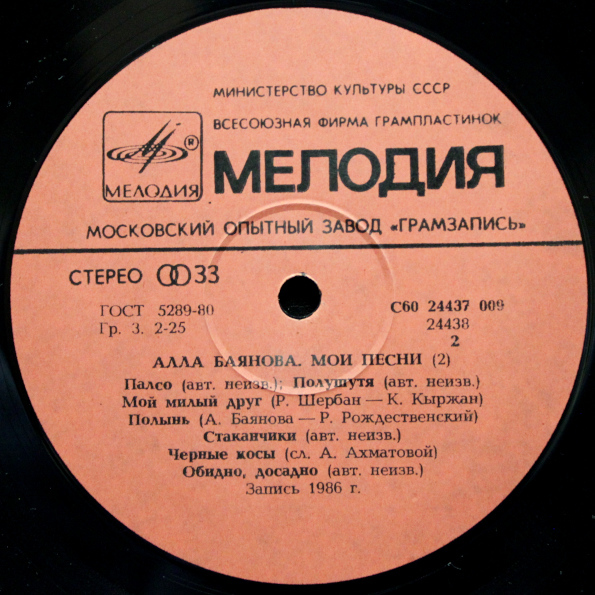 МИНИСТЕРСТВО КУЛЬТУРЫ СССР
ВСЕСОЮЗНАЯ ФИРМА ГРАМПЛАСТИНОК
®
МЕЛОДИЯ
МЕЛОДИЯ
МОСКОВСКИЙ ОПЫТНЫЙ ЗАВОД «ГРАМЗАПИСЬ»
СТЕРЕО 33
ГОСТ 5289-80 С60 24437 009
Гр. 3. 2-25 24438
2
АЛЛА БАЯНОВА. МОИ ПЕСНИ (2)
Палсо (авт. неизв.); Полушутя (авт. неизв.)
Мой милый друг (Р. Шербан — К. Кыржан)
Полынь (А. Баянова — Р. Рождественский)
Стаканчики (авт. неизв.)
Черные косы (сл. А. Ахматовой)
Обидно, досадно (авт. неизв.)
Запись 1986 г.